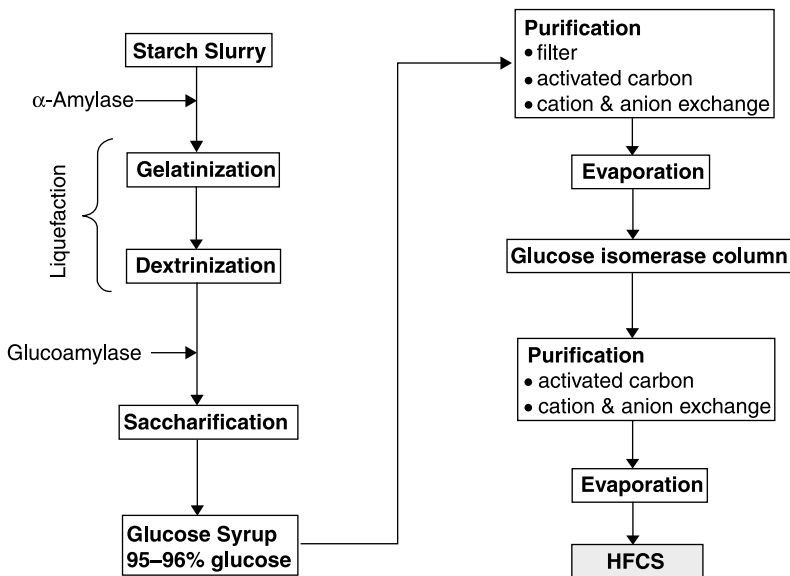 Starch Slurry
α-Amylase
Liquefaction
Gelatinization
Dextrinization
Glucoamylase
Saccharification
Glucose Syrup
95–96% glucose
Purification
• filter
• activated carbon
• cation & anion exchange
Evaporation
Glucose isomerase column
Purification
• activated carbon
• cation & anion exchange
Evaporation
HFCS